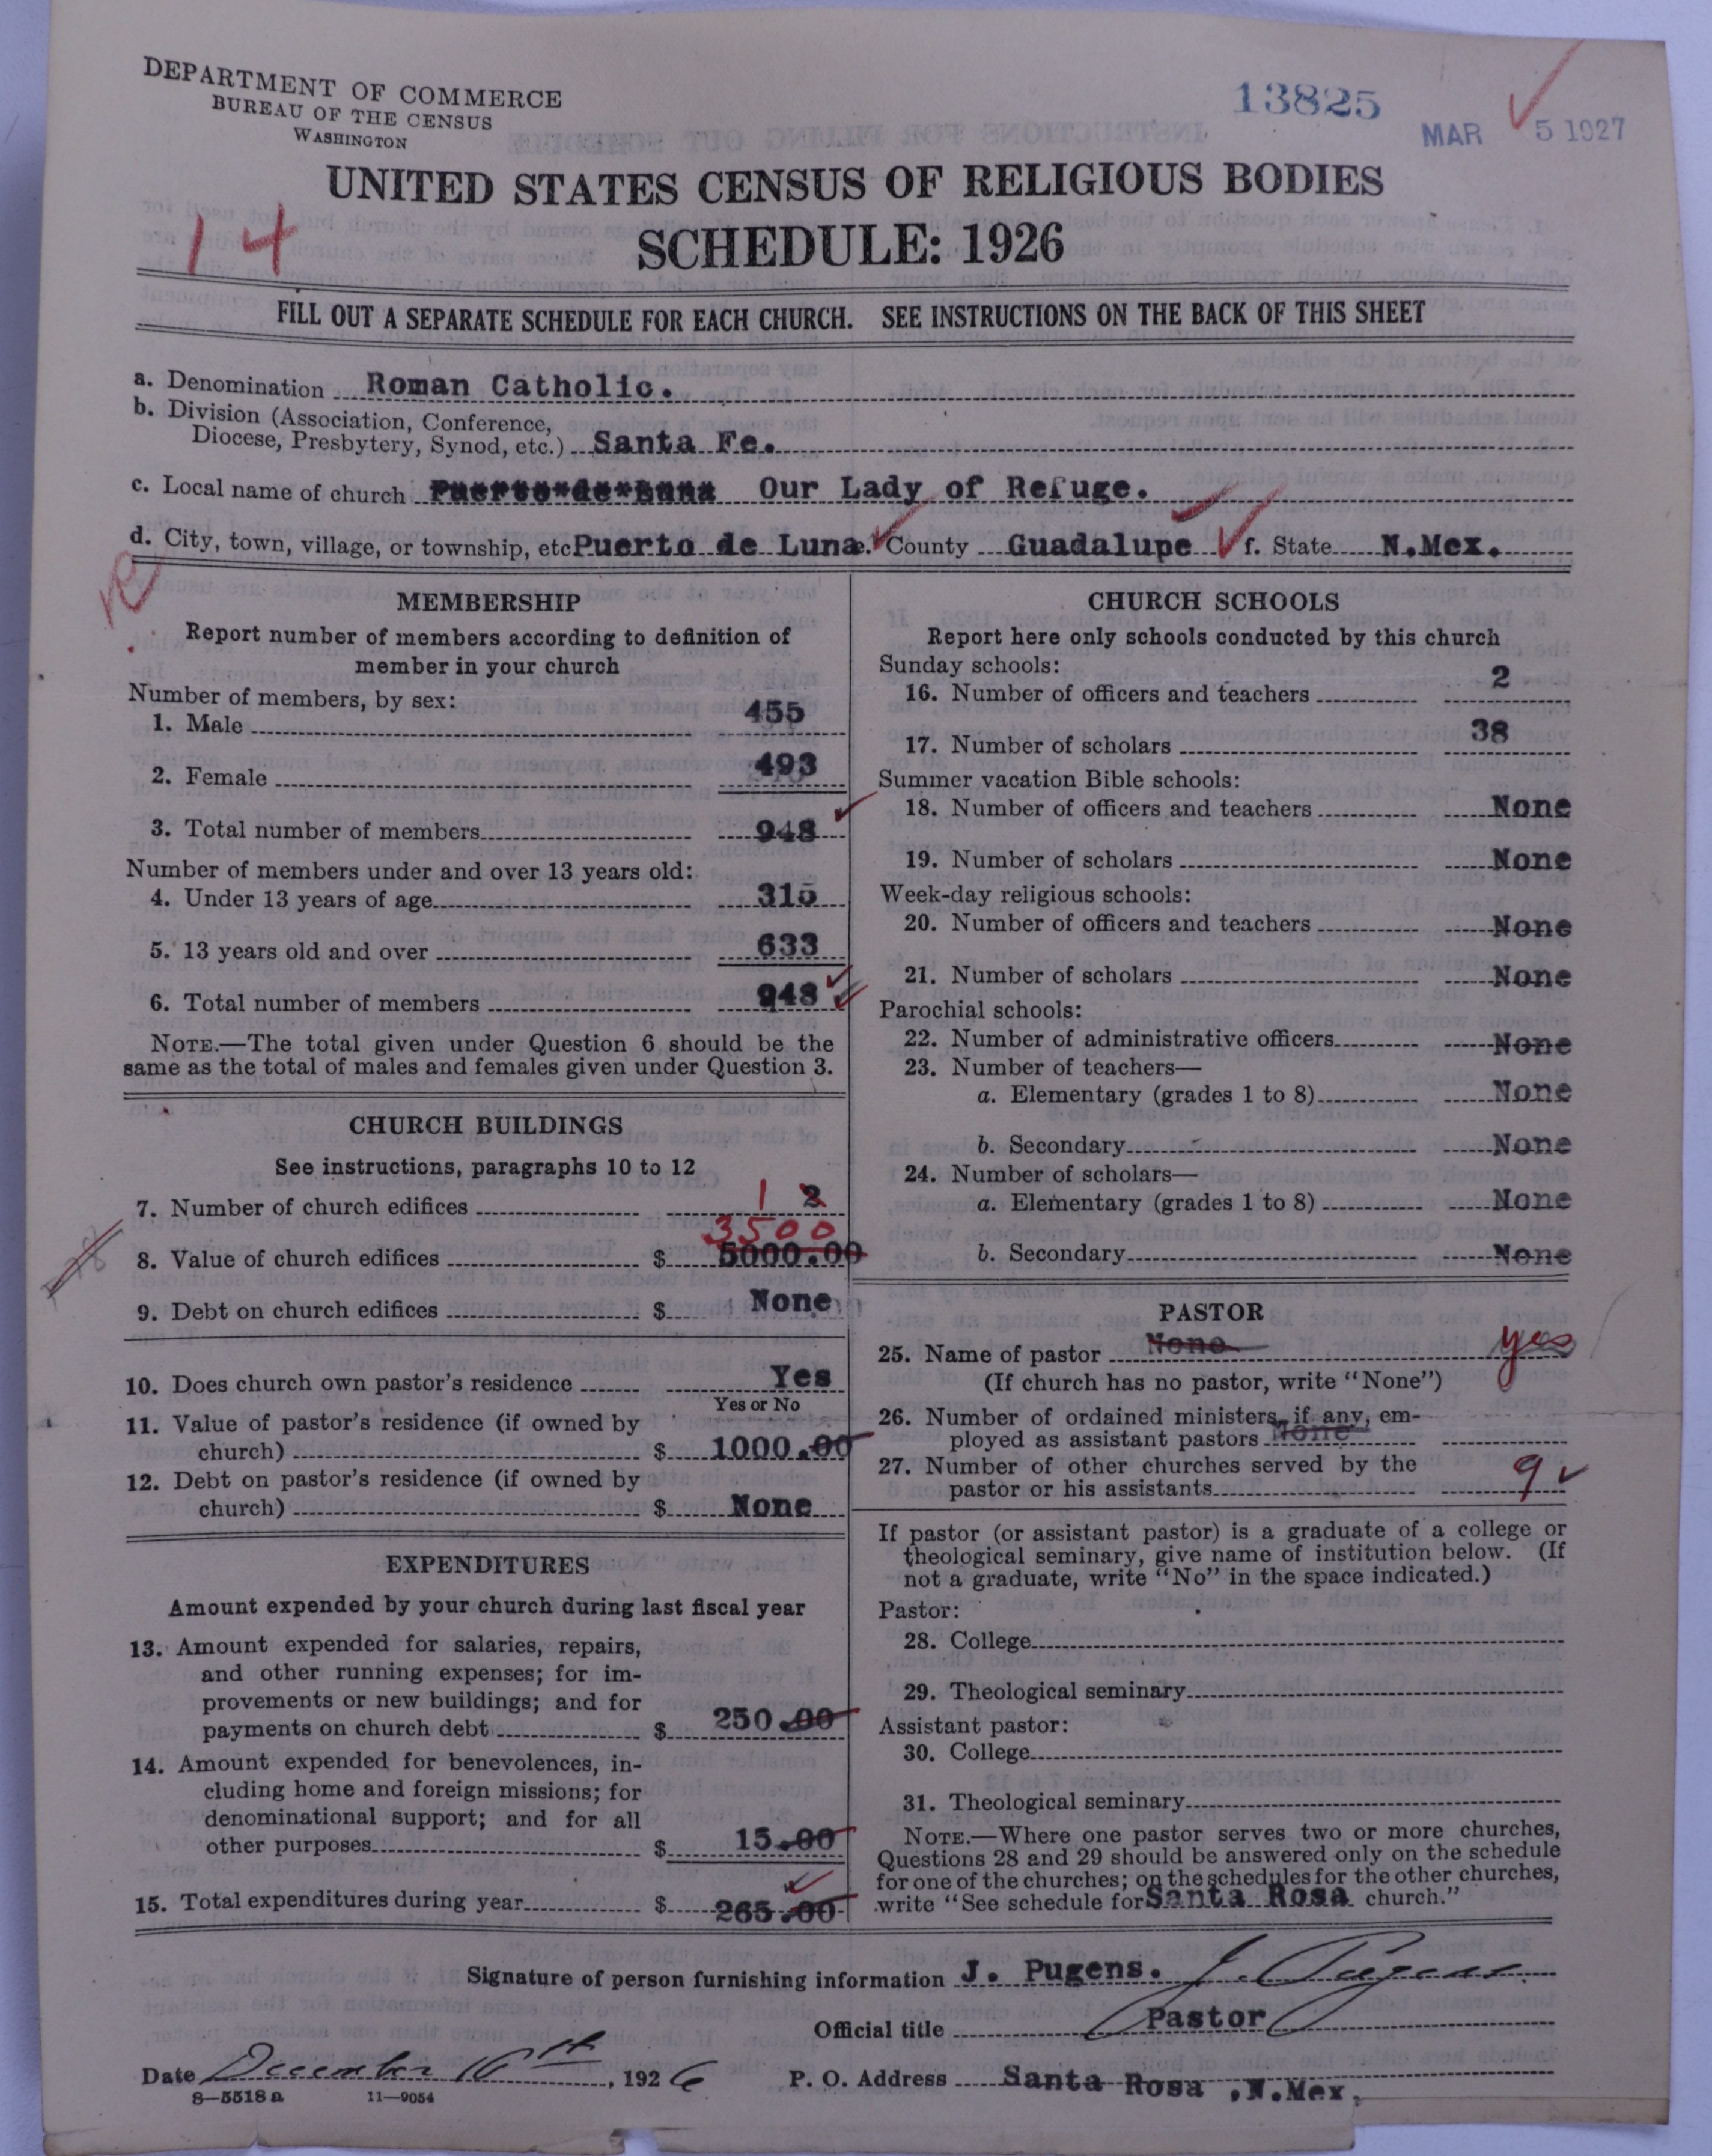 DEPARTMENT OF COMMERCE
BUREAU OF THE CENSUS
WASHINGTON
13825
MAR 5 1927
UNITED STATES CENSUS OF RELIGIOUS BODIES
14
SCHEDULE: 1926
FILL OUT A SEPARATE SCHEDULE FOR EACH CHURCH. SEE INSTRUCTIONS ON THE BACK OF THIS SHEET
a. Denomination Roman Catholic.
b. Division (Association, Conference,
Diocese, Presbytery, Synod, etc.) Santa Fe.
c. Local name of church Puerto de Luna Our Lady of Refuge.
d. City, town, village, or township, etc Puerto de Luna e. County Guadalupe f. State N.Mex.
MEMBERSHIP
Report number of members according to definition of
member in your church
Number of members, by sex:
1. Male 455
2. Female 493
3. Total number of members 948
Number of members under and over 13 years old:
4. Under 13 years of age 315
5. 13 years old and over 633
6. Total number of members 948
NOTE.—The total given under Question 6 should be the
same as the total of males and females given under Question 3.
CHURCH BUILDINGS
See instructions, paragraphs 10 to 12
7. Number of church edifices 1 2
3500
8. Value of church edifices $ 5000.00
9. Debt on church edifices $ None
10. Does church own pastor's residence Yes
Yes or No
11. Value of pastor's residence (if owned by
church) $ 1000.00
12. Debt on pastor's residence (if owned by
church) $ None
EXPENDITURES
Amount expended by your church during last fiscal year
13. Amount expended for salaries, repairs,
and other running expenses; for im-
provements or new buildings; and for
payments on church debt $ 250.00
14. Amount expended for benevolences, in-
cluding home and foreign missions; for
denominational support; and for all
other purposes $ 15.00
15. Total expenditures during year $ 265.00
CHURCH SCHOOLS
Report here only schools conducted by this church
Sunday schools:
16. Number of officers and teachers 2
17. Number of scholars 38
Summer vacation Bible schools:
18. Number of officers and teachers None
19. Number of scholars None
Week-day religious schools:
20. Number of officers and teachers None
21. Number of scholars None
Parochial schools:
22. Number of administrative officers None
23. Number of teachers—
a. Elementary (grades 1 to 8) None
b. Secondary None
24. Number of scholars—
a. Elementary (grades 1 to 8) None
b. Secondary None
PASTOR
25. Name of pastor None yes
(If church has no pastor, write "None")
26. Number of ordained ministers, if any, em-
ployed as assistant pastors None
27. Number of other churches served by the
pastor or his assistants 9
If pastor (or assistant pastor) is a graduate of a college or
theological seminary, give name of institution below. (If
not a graduate, write "No" in the space indicated.)
Pastor:
28. College
29. Theological seminary
Assistant pastor:
30. College
31. Theological seminary
NOTE.—Where one pastor serves two or more churches,
Questions 28 and 29 should be answered only on the schedule
for one of the churches; on the schedules for the other churches,
write "See schedule for Santa Rosa church."
Signature of person furnishing information J. Pugens. J. Pugens.
Official title Pastor
Date December 16th, 1926 P. O. Address Santa Rosa, N.Mex.
8—5518 a 11—9054